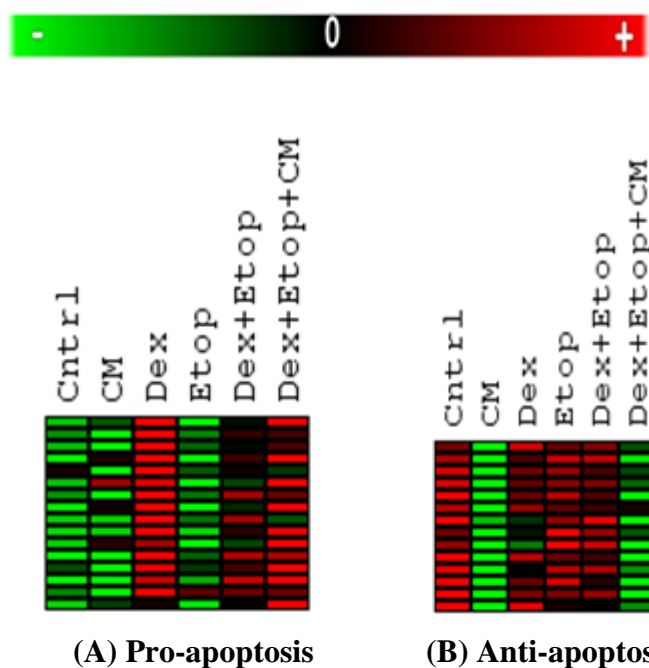 - 0 +
Cntrl
CM
Dex
Etop
Dex+Etop
Dex+Etop+CM
Cntrl
CM
Dex
Etop
Dex+Etop
Dex+Etop+CM
(A) Pro-apoptosis
(B) Anti-apoptos